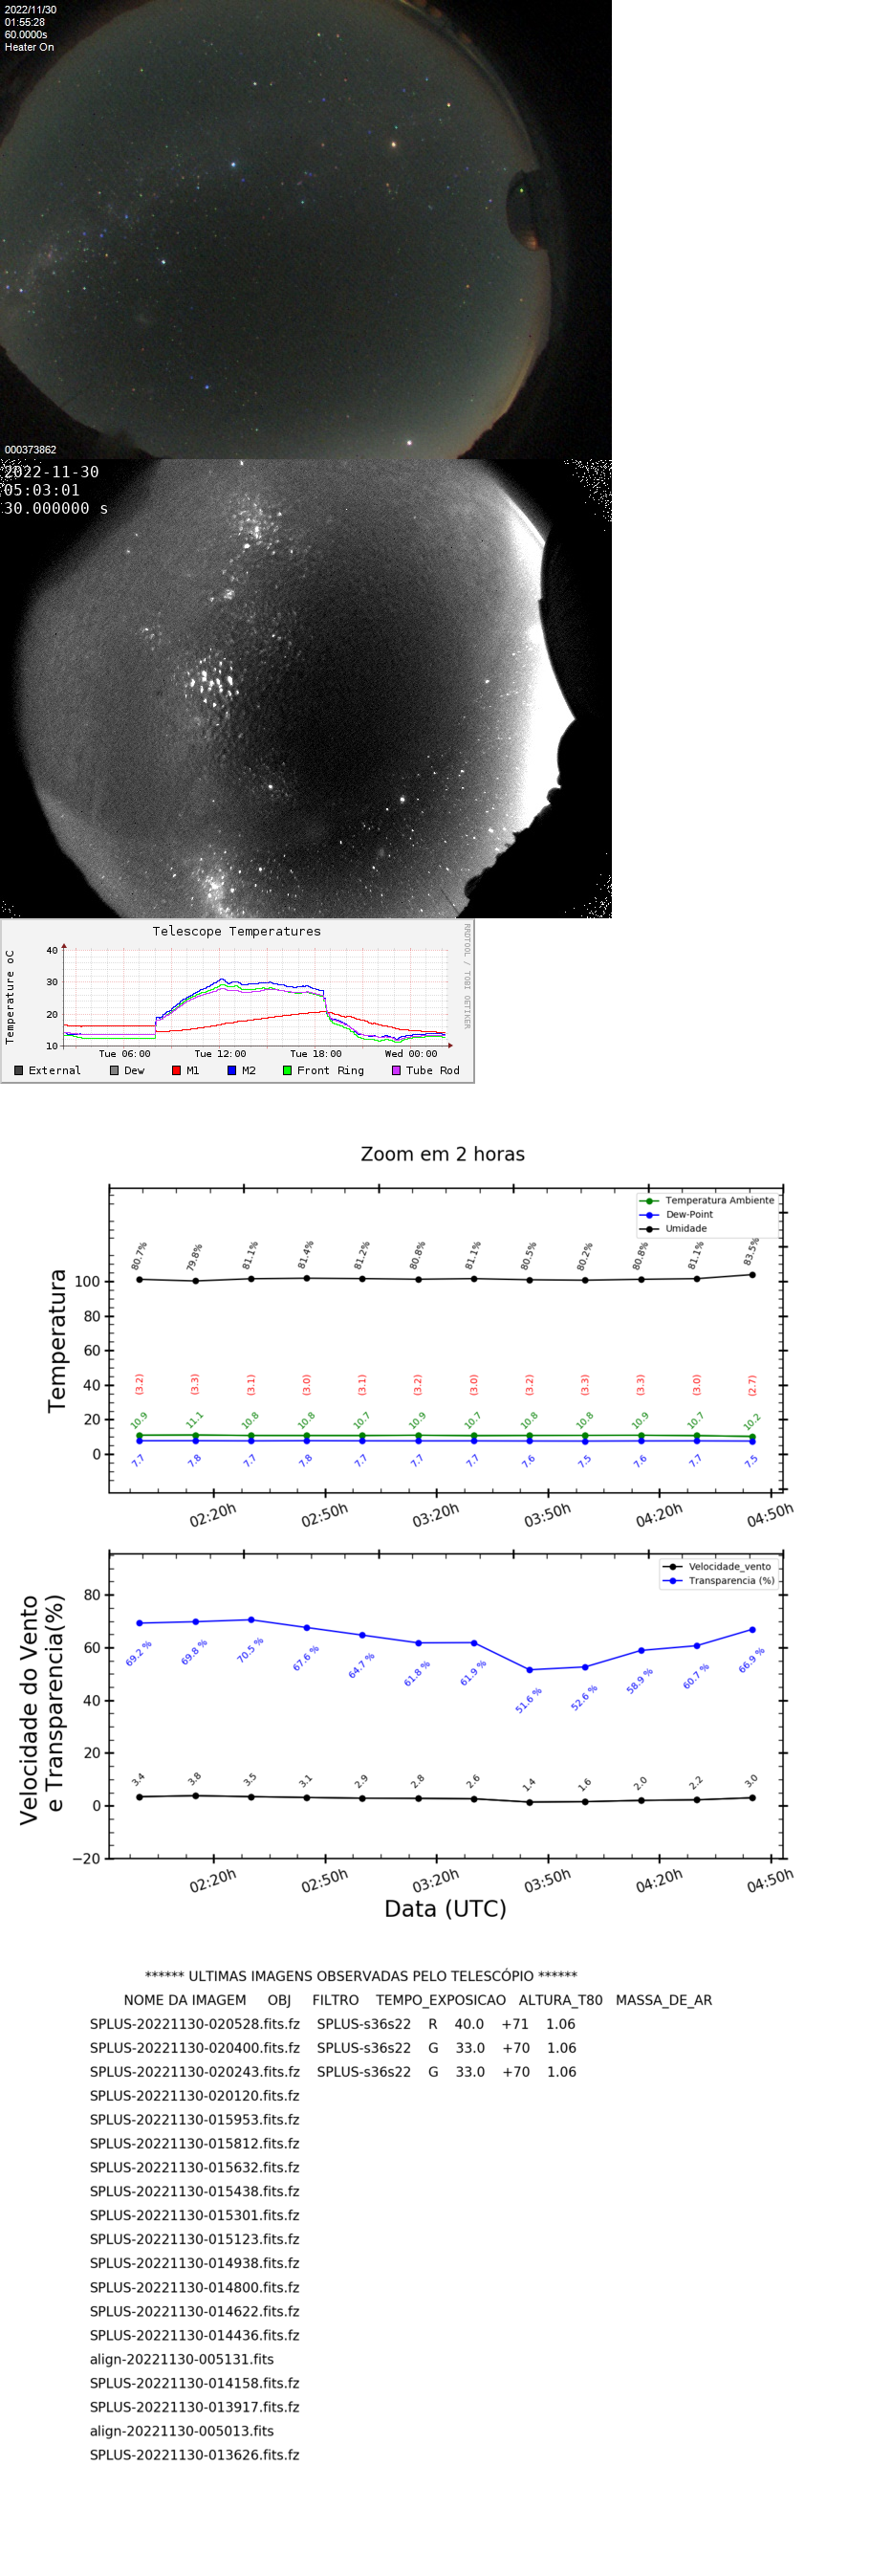 2022/11/30
01:55:28
60.0000s
Heater On
000373862
2022-11-30
05:03:01
30.000000 s
Telescope Temperatures
RRDTOOL / TOBI OETIKER
Temperature oC
40
30
20
10
Tue 06:00 Tue 12:00 Tue 18:00 Wed 00:00
External Dew M1 M2 Front Ring Tube Rod
Zoom em 2 horas
Temperatura Ambiente
Dew-Point
Umidade
Temperatura
100
80
60
40
20
0
80.7% 79.8% 81.1% 81.4% 81.2% 80.8% 81.1% 80.5% 80.2% 80.8% 81.1% 83.5%
(3.2) (3.3) (3.1) (3.0) (3.1) (3.2) (3.0) (3.2) (3.3) (3.3) (3.0) (2.7)
10.9 11.1 10.8 10.8 10.7 10.9 10.7 10.8 10.8 10.9 10.7 10.2
7.7 7.8 7.7 7.8 7.7 7.7 7.7 7.6 7.5 7.6 7.7 7.5
02:20h 02:50h 03:20h 03:50h 04:20h 04:50h
Velocidade_vento
Transparencia (%)
Velocidade do Vento
e Transparencia(%)
80
60
40
20
0
−20
69.2 % 69.8 % 70.5 % 67.6 % 64.7 % 61.8 % 61.9 % 51.6 % 52.6 % 58.9 % 60.7 % 66.9 %
3.4 3.8 3.5 3.1 2.9 2.8 2.6 1.4 1.6 2.0 2.2 3.0
02:20h 02:50h 03:20h 03:50h 04:20h 04:50h
Data (UTC)
****** ULTIMAS IMAGENS OBSERVADAS PELO TELESCÓPIO ******
NOME DA IMAGEM OBJ FILTRO TEMPO_EXPOSICAO ALTURA_T80 MASSA_DE_AR
SPLUS-20221130-020528.fits.fz SPLUS-s36s22 R 40.0 +71 1.06
SPLUS-20221130-020400.fits.fz SPLUS-s36s22 G 33.0 +70 1.06
SPLUS-20221130-020243.fits.fz SPLUS-s36s22 G 33.0 +70 1.06
SPLUS-20221130-020120.fits.fz
SPLUS-20221130-015953.fits.fz
SPLUS-20221130-015812.fits.fz
SPLUS-20221130-015632.fits.fz
SPLUS-20221130-015438.fits.fz
SPLUS-20221130-015301.fits.fz
SPLUS-20221130-015123.fits.fz
SPLUS-20221130-014938.fits.fz
SPLUS-20221130-014800.fits.fz
SPLUS-20221130-014622.fits.fz
SPLUS-20221130-014436.fits.fz
align-20221130-005131.fits
SPLUS-20221130-014158.fits.fz
SPLUS-20221130-013917.fits.fz
align-20221130-005013.fits
SPLUS-20221130-013626.fits.fz